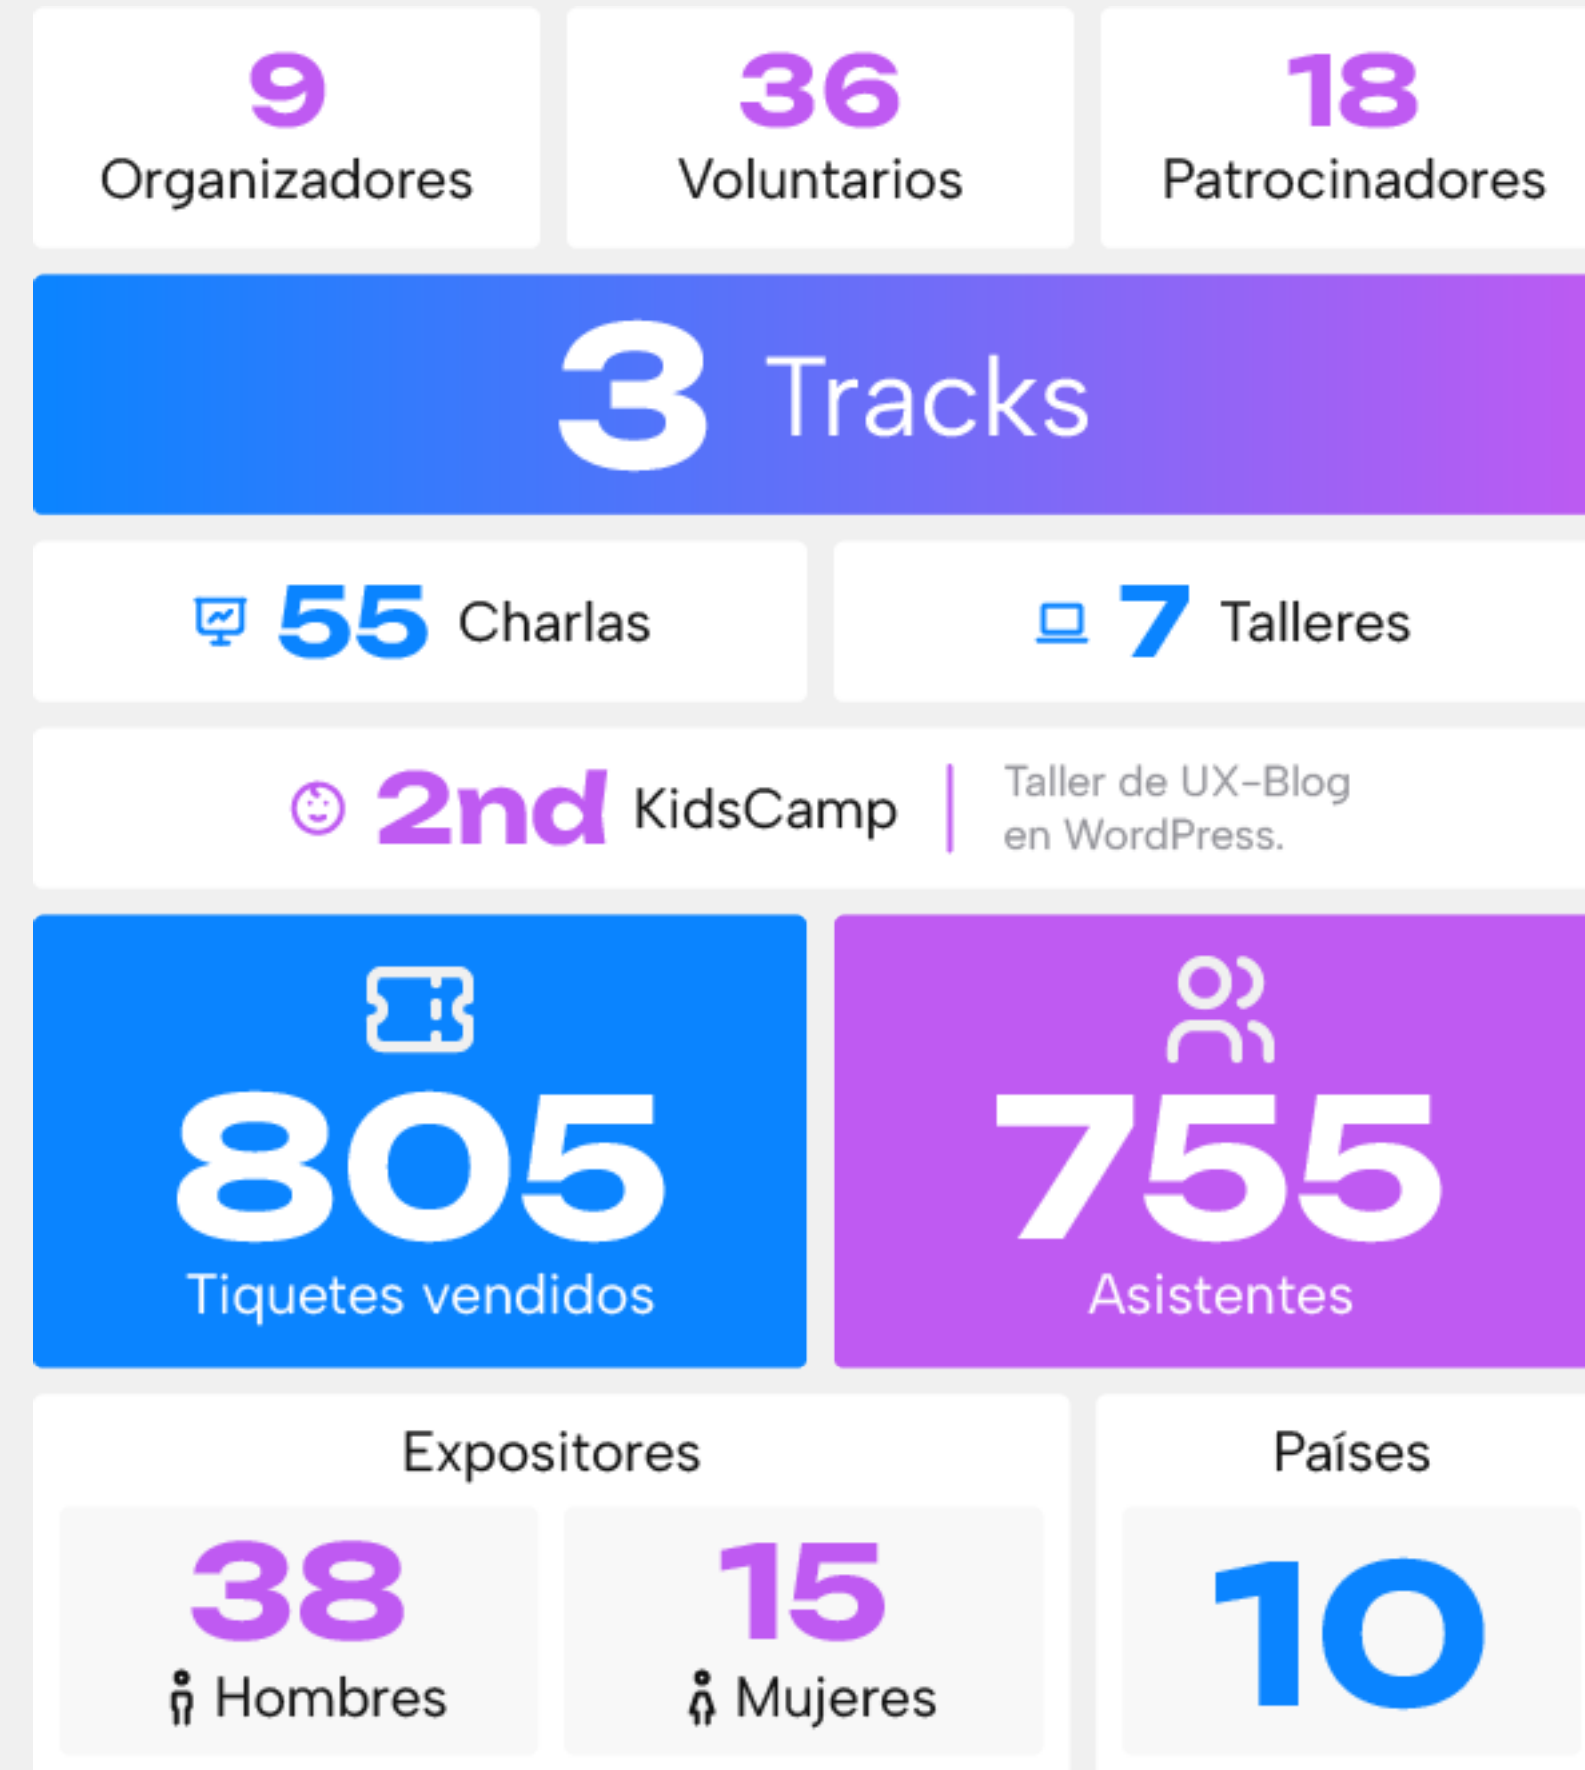 9
Organizadores
36
Voluntarios
18
Patrocinadores
3 Tracks
55 Charlas
7 Talleres
2nd KidsCamp
Taller de UX-Blog
en WordPress.
805
Tiquetes vendidos
755
Asistentes
Expositores
38
Hombres
15
Mujeres
Países
10